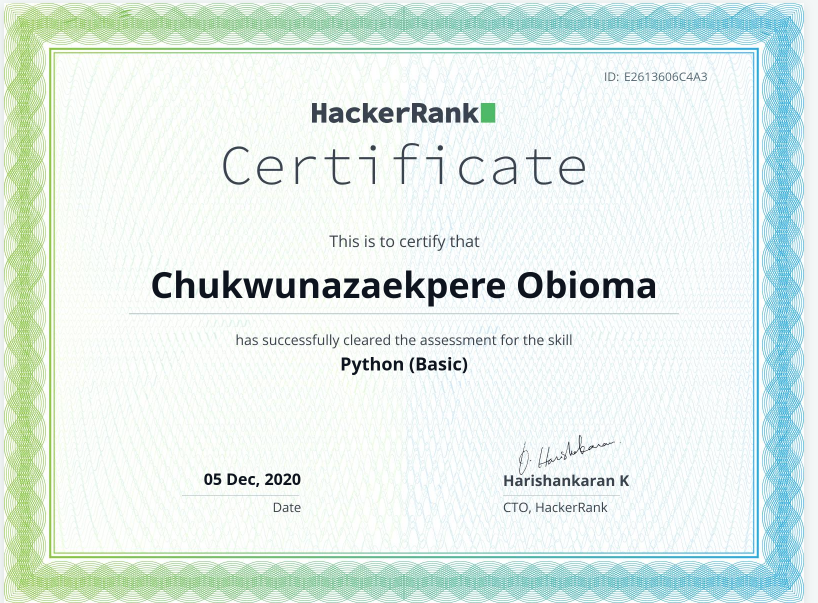 ID: E2613606C4A3
HackerRank
Certificate
This is to certify that
Chukwunazaekpere Obioma
has successfully cleared the assessment for the skill
Python (Basic)
05 Dec, 2020
Date
D. Harishankaran
Harishankaran K
CTO, HackerRank